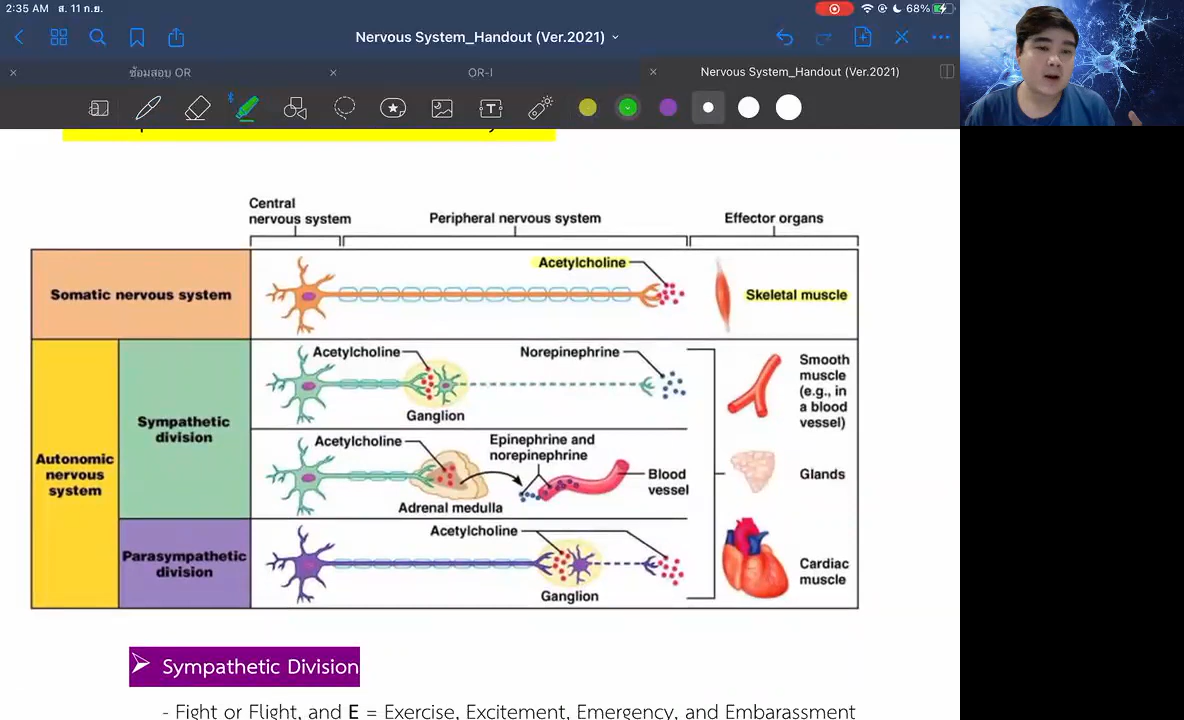 2:35 AM ส. 11 ก.ย.
68%
Nervous System_Handout (Ver.2021)
ซ้อมสอบ OR
OR-I
Nervous System_Handout (Ver.2021)
Central
nervous system
Peripheral nervous system
Effector organs
Somatic nervous system
Acetylcholine
Skeletal muscle
Autonomic
nervous
system
Sympathetic
division
Acetylcholine
Norepinephrine
Ganglion
Smooth
muscle
(e.g., in
a blood
vessel)
Acetylcholine
Epinephrine and
norepinephrine
Blood
vessel
Adrenal medulla
Glands
Parasympathetic
division
Acetylcholine
Ganglion
Cardiac
muscle
Sympathetic Division
- Fight or Flight, and E = Exercise, Excitement, Emergency, and Embarassment